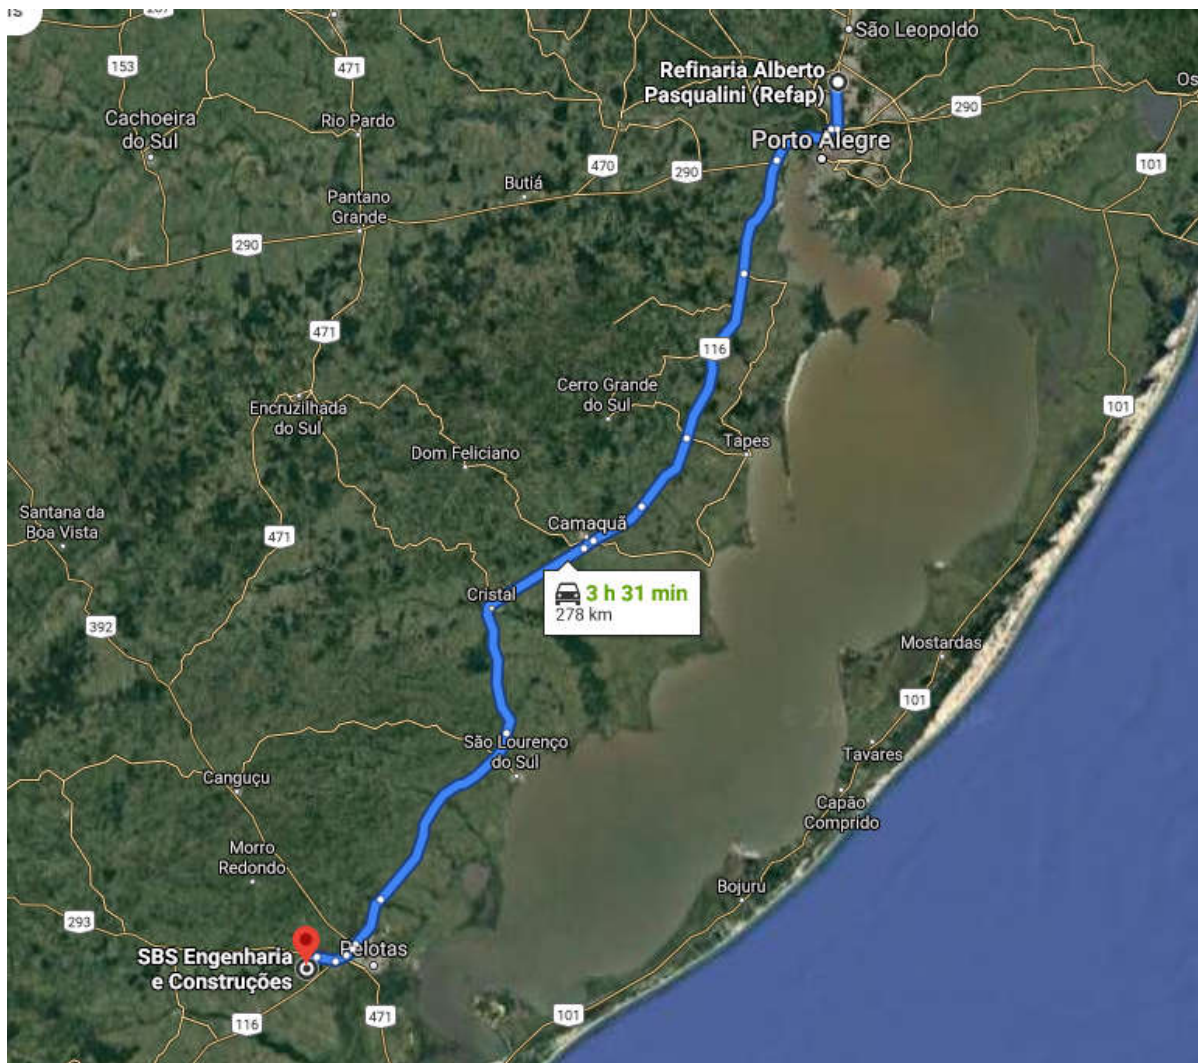 São Leopoldo
Refinaria Alberto
Pasqualini (Refap)
153
471
Os
290
Cachoeira
do Sul
Rio Pardo
Porto Alegre
101
470
290
Butiá
Pantano
Grande
290
471
116
Cerro Grande
do Sul
Encruzilhada
do Sul
101
Dom Feliciano
Tapes
Santana da
Boa Vista
Camaquã
471
3 h 31 min
278 km
Cristal
392
Mostardas
101
São Lourenço
do Sul
Tavares
Canguçu
Capão
Comprido
Morro
Redondo
Bojuru
293
Pelotas
SBS Engenharia
e Construções
116
471
101